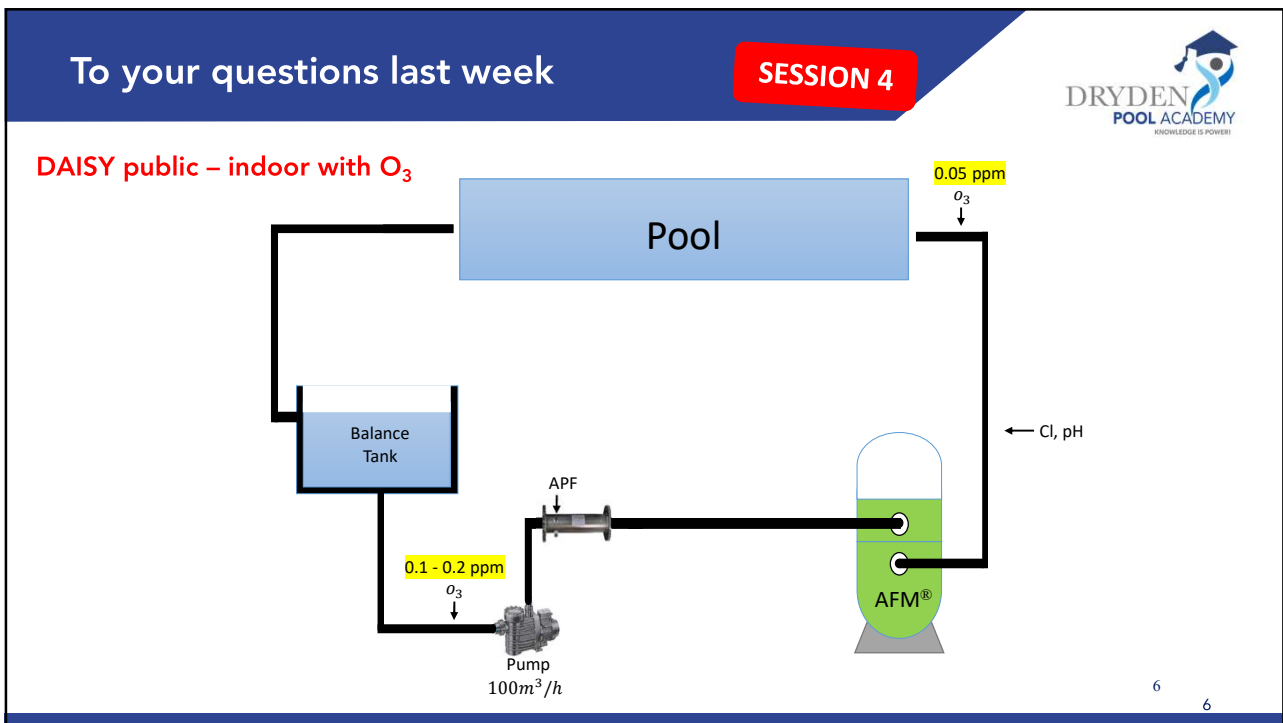 To your questions last week
SESSION 4
DRYDEN
POOL ACADEMY
KNOWLEDGE IS POWER!
DAISY public – indoor with O₃
0.05 ppm
o₃
Pool
Balance
Tank
Cl, pH
APF
0.1 - 0.2 ppm
o₃
AFM®
Pump
100m³/h
6
6